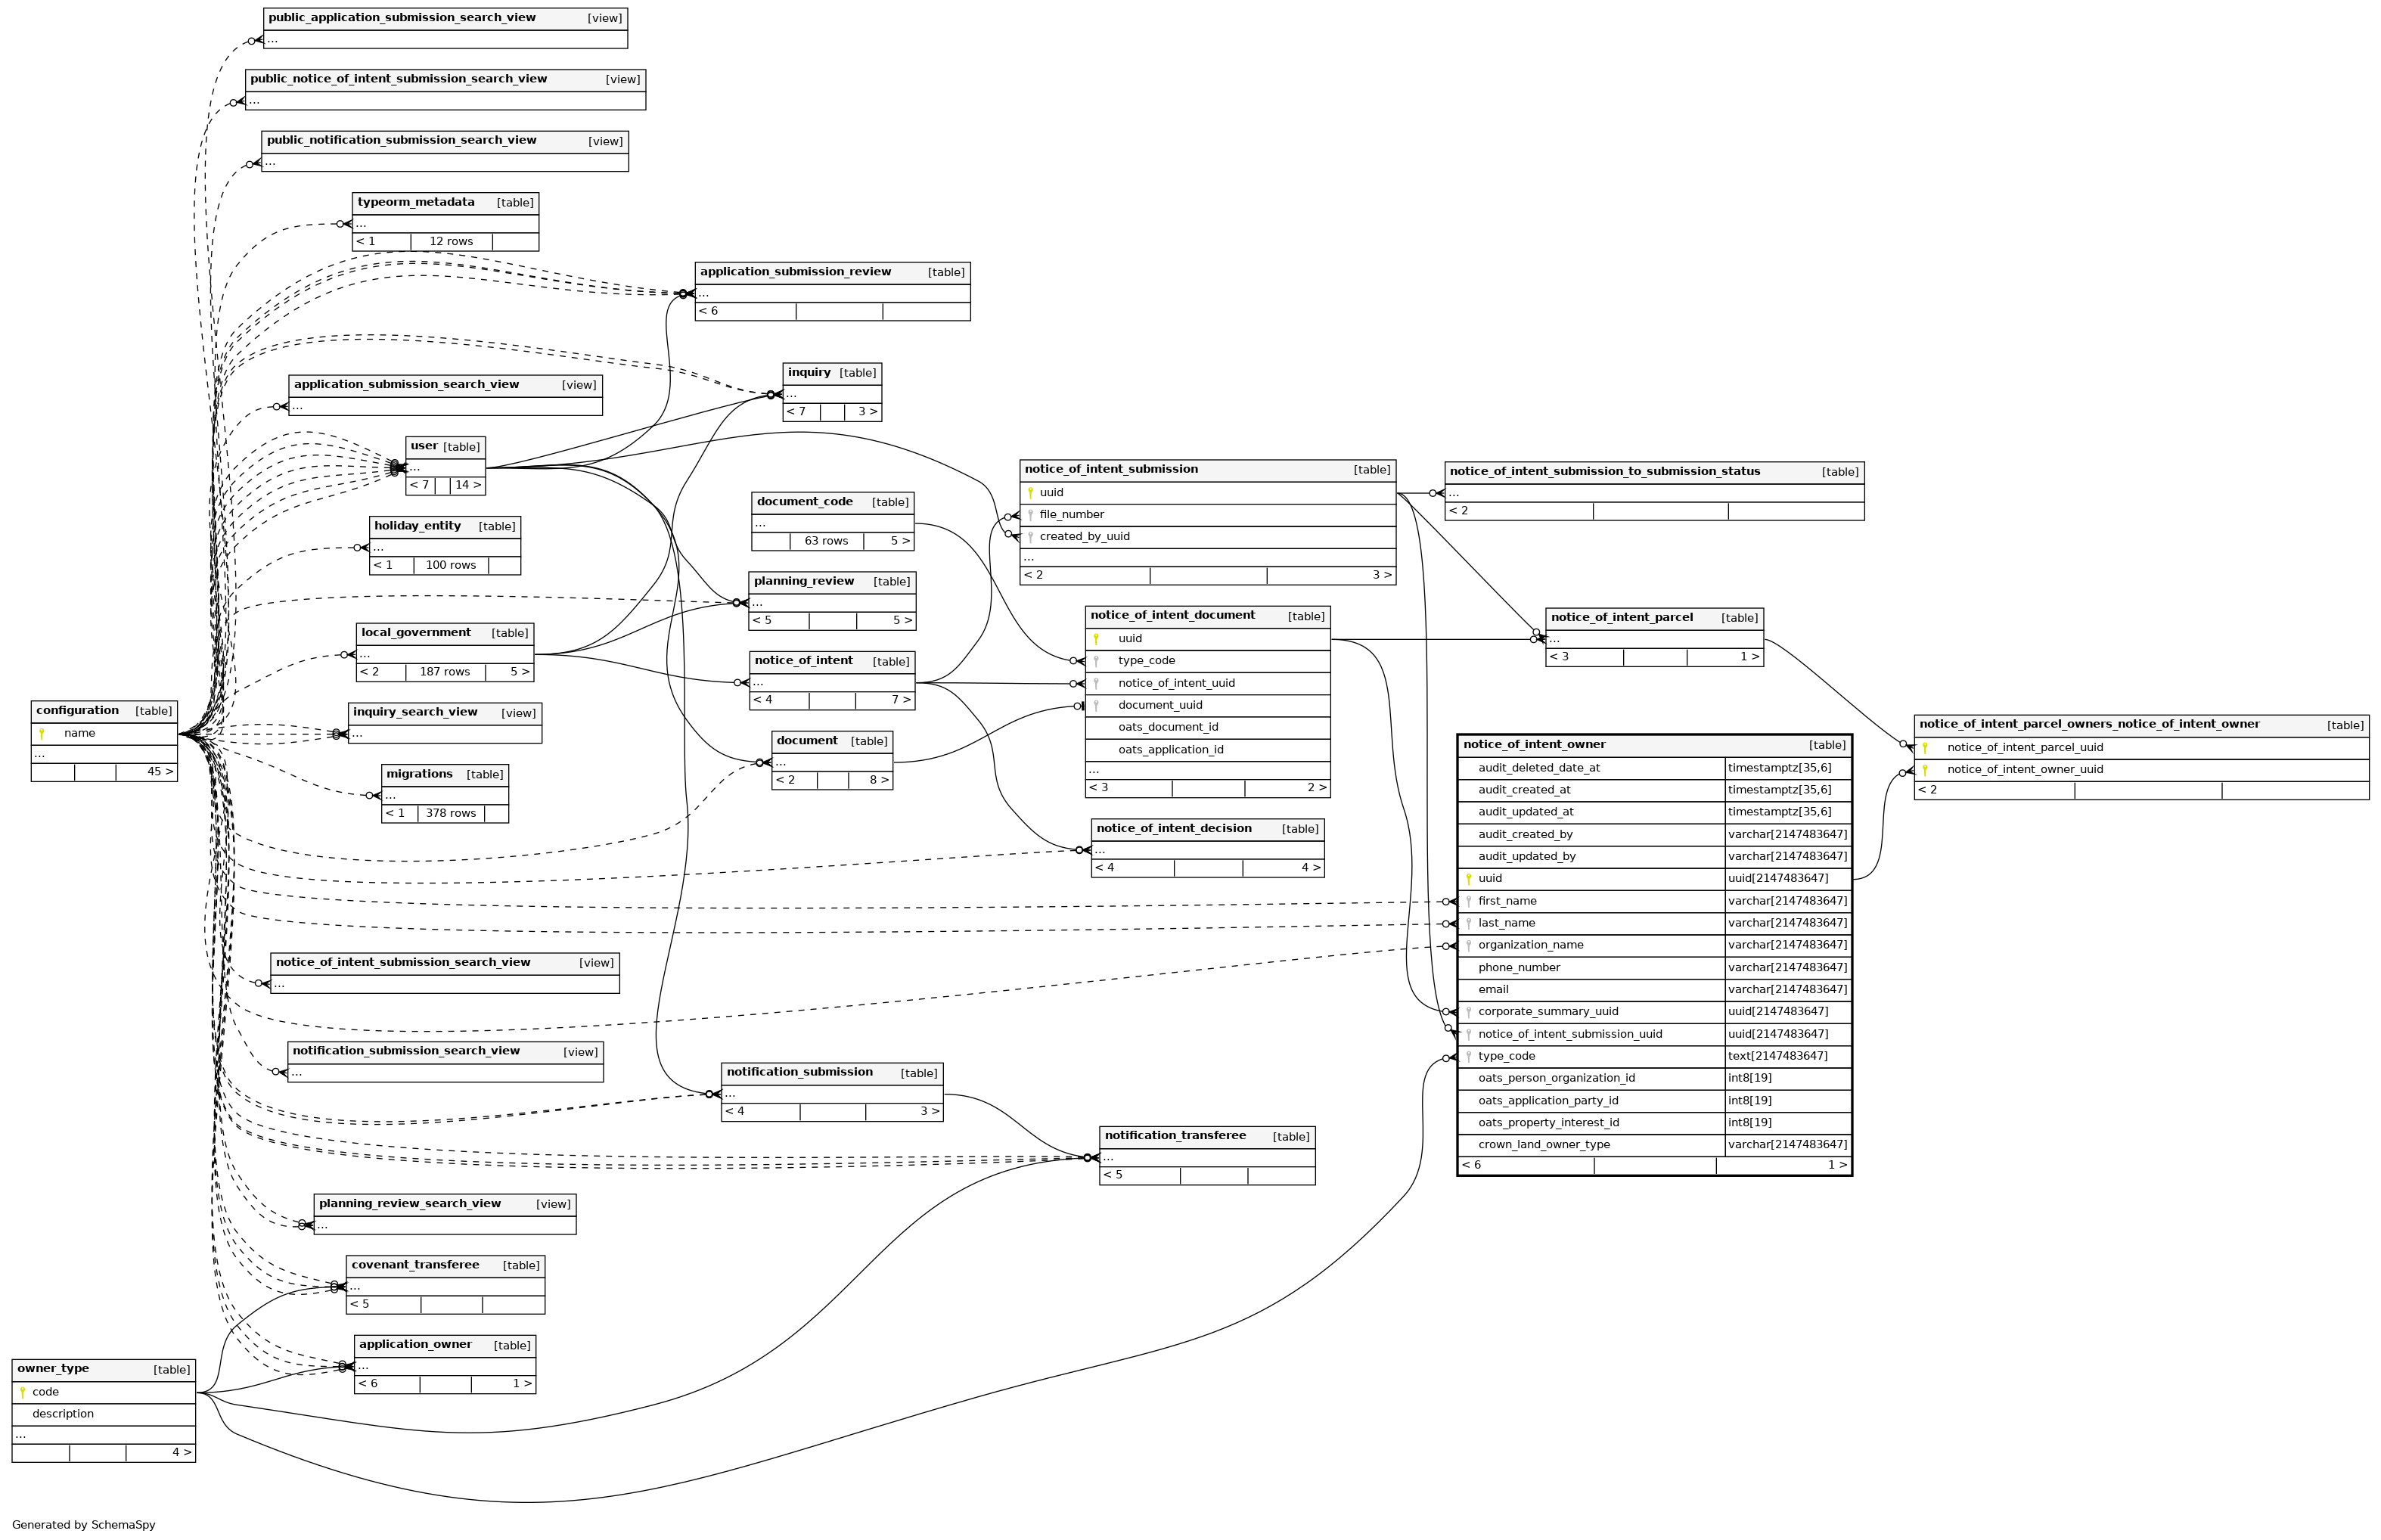 public_application_submission_search_view [view]
...
public_notice_of_intent_submission_search_view [view]
...
public_notification_submission_search_view [view]
...
typeorm_metadata [table]
...
< 1 12 rows
application_submission_review [table]
...
< 6
inquiry [table]
...
< 7 3 >
application_submission_search_view [view]
...
user [table]
...
< 7 14 >
notice_of_intent_submission [table]
uuid
file_number
created_by_uuid
...
< 2 3 >
notice_of_intent_submission_to_submission_status [table]
...
< 2
document_code [table]
...
63 rows 5 >
holiday_entity [table]
...
< 1 100 rows
planning_review [table]
...
< 5 5 >
notice_of_intent_document [table]
uuid
type_code
notice_of_intent_uuid
document_uuid
oats_document_id
oats_application_id
...
< 3 2 >
notice_of_intent_parcel [table]
...
< 3 1 >
local_government [table]
...
< 2 187 rows 5 >
notice_of_intent [table]
...
< 4 7 >
configuration [table]
name
...
45 >
inquiry_search_view [view]
...
document [table]
...
< 2 8 >
migrations [table]
...
< 1 378 rows
notice_of_intent_parcel_owners_notice_of_intent_owner [table]
notice_of_intent_parcel_uuid
notice_of_intent_owner_uuid
< 2
notice_of_intent_owner [table]
audit_deleted_date_at timestamptz[35,6]
audit_created_at timestamptz[35,6]
audit_updated_at timestamptz[35,6]
audit_created_by varchar[2147483647]
audit_updated_by varchar[2147483647]
uuid uuid[2147483647]
first_name varchar[2147483647]
last_name varchar[2147483647]
organization_name varchar[2147483647]
phone_number varchar[2147483647]
email varchar[2147483647]
corporate_summary_uuid uuid[2147483647]
notice_of_intent_submission_uuid uuid[2147483647]
type_code text[2147483647]
oats_person_organization_id int8[19]
oats_application_party_id int8[19]
oats_property_interest_id int8[19]
crown_land_owner_type varchar[2147483647]
< 6 1 >
notice_of_intent_decision [table]
...
< 4 4 >
notice_of_intent_submission_search_view [view]
...
notification_submission_search_view [view]
...
notification_submission [table]
...
< 4 3 >
notification_transferee [table]
...
< 5
planning_review_search_view [view]
...
covenant_transferee [table]
...
< 5
application_owner [table]
...
< 6 1 >
owner_type [table]
code
description
...
4 >
Generated by SchemaSpy